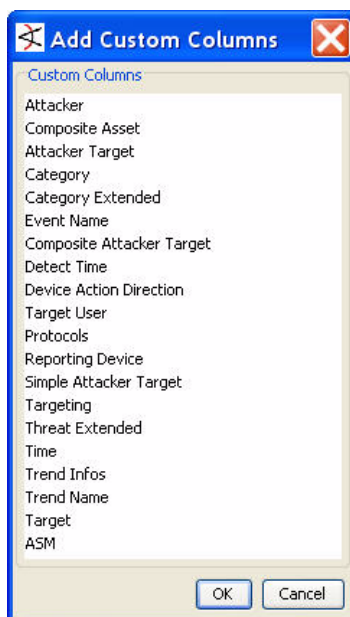 Add Custom Columns
Custom Columns
Attacker
Composite Asset
Attacker Target
Category
Category Extended
Event Name
Composite Attacker Target
Detect Time
Device Action Direction
Target User
Protocols
Reporting Device
Simple Attacker Target
Targeting
Threat Extended
Time
Trend Infos
Trend Name
Target
ASM
OK Cancel